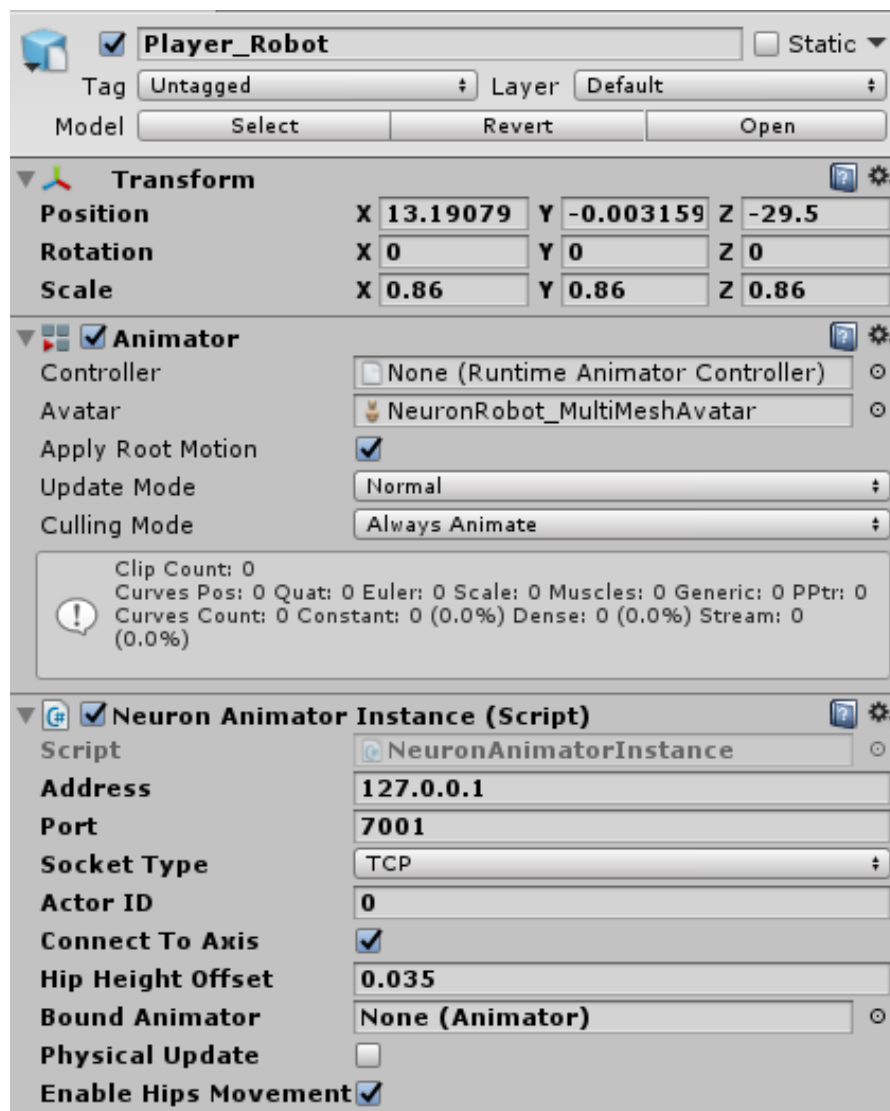 Player_Robot Static
Tag Untagged Layer Default
Model Select Revert Open
Transform
Position X 13.19079 Y -0.003159 Z -29.5
Rotation X 0 Y 0 Z 0
Scale X 0.86 Y 0.86 Z 0.86
Animator
Controller None (Runtime Animator Controller)
Avatar NeuronRobot_MultiMeshAvatar
Apply Root Motion
Update Mode Normal
Culling Mode Always Animate
Clip Count: 0
Curves Pos: 0 Quat: 0 Euler: 0 Scale: 0 Muscles: 0 Generic: 0 PPtr: 0
Curves Count: 0 Constant: 0 (0.0%) Dense: 0 (0.0%) Stream: 0
(0.0%)
C# Neuron Animator Instance (Script)
Script NeuronAnimatorInstance
Address 127.0.0.1
Port 7001
Socket Type TCP
Actor ID 0
Connect To Axis
Hip Height Offset 0.035
Bound Animator None (Animator)
Physical Update
Enable Hips Movement